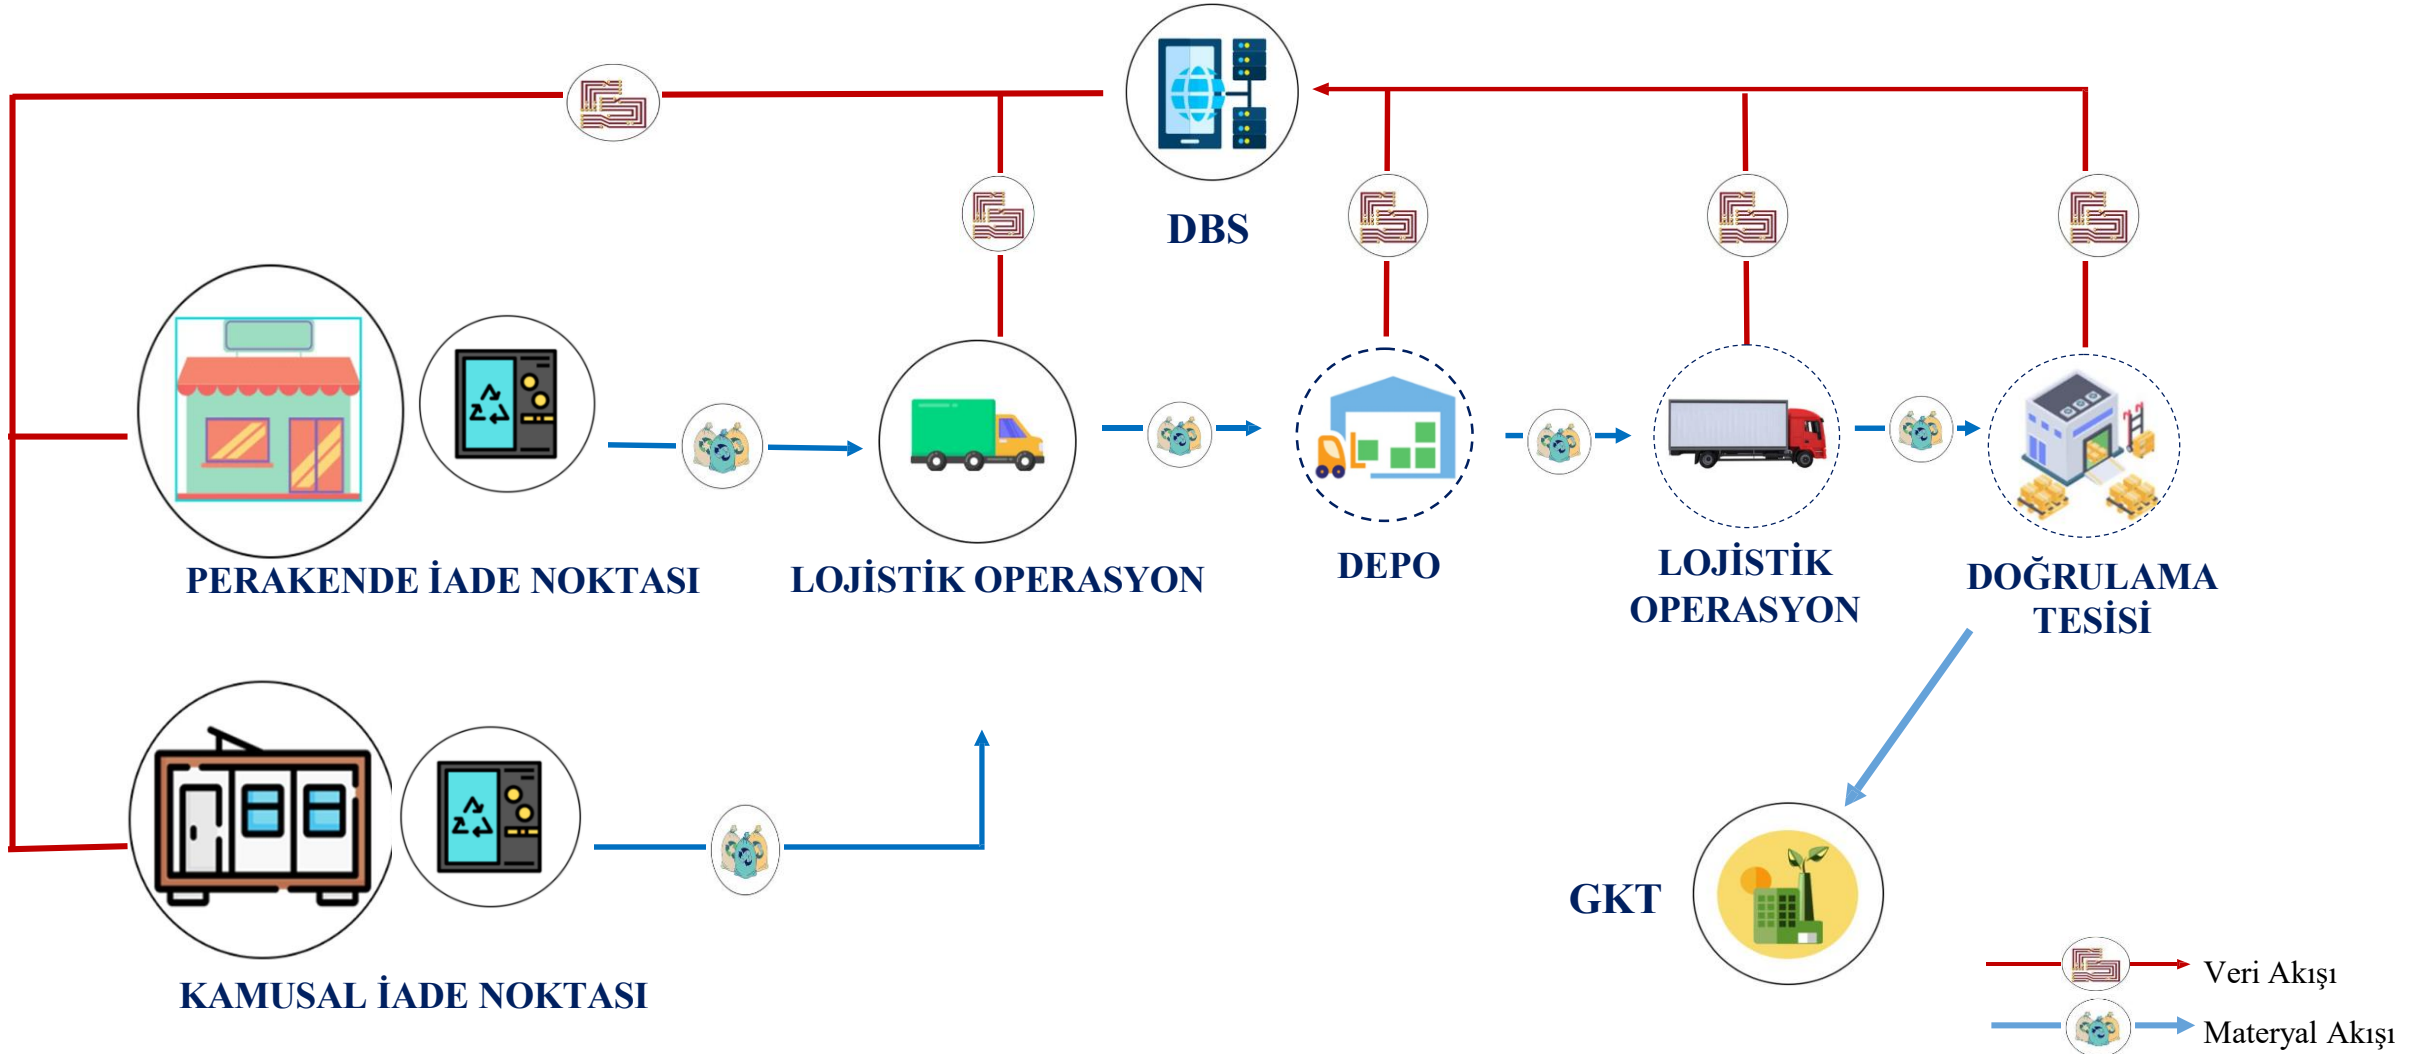 DBS
PERAKENDE İADE NOKTASI
LOJİSTİK OPERASYON
DEPO
LOJİSTİK
OPERASYON
DOĞRULAMA
TESİSİ
KAMUSAL İADE NOKTASI
GKT
Veri Akışı
Materyal Akışı